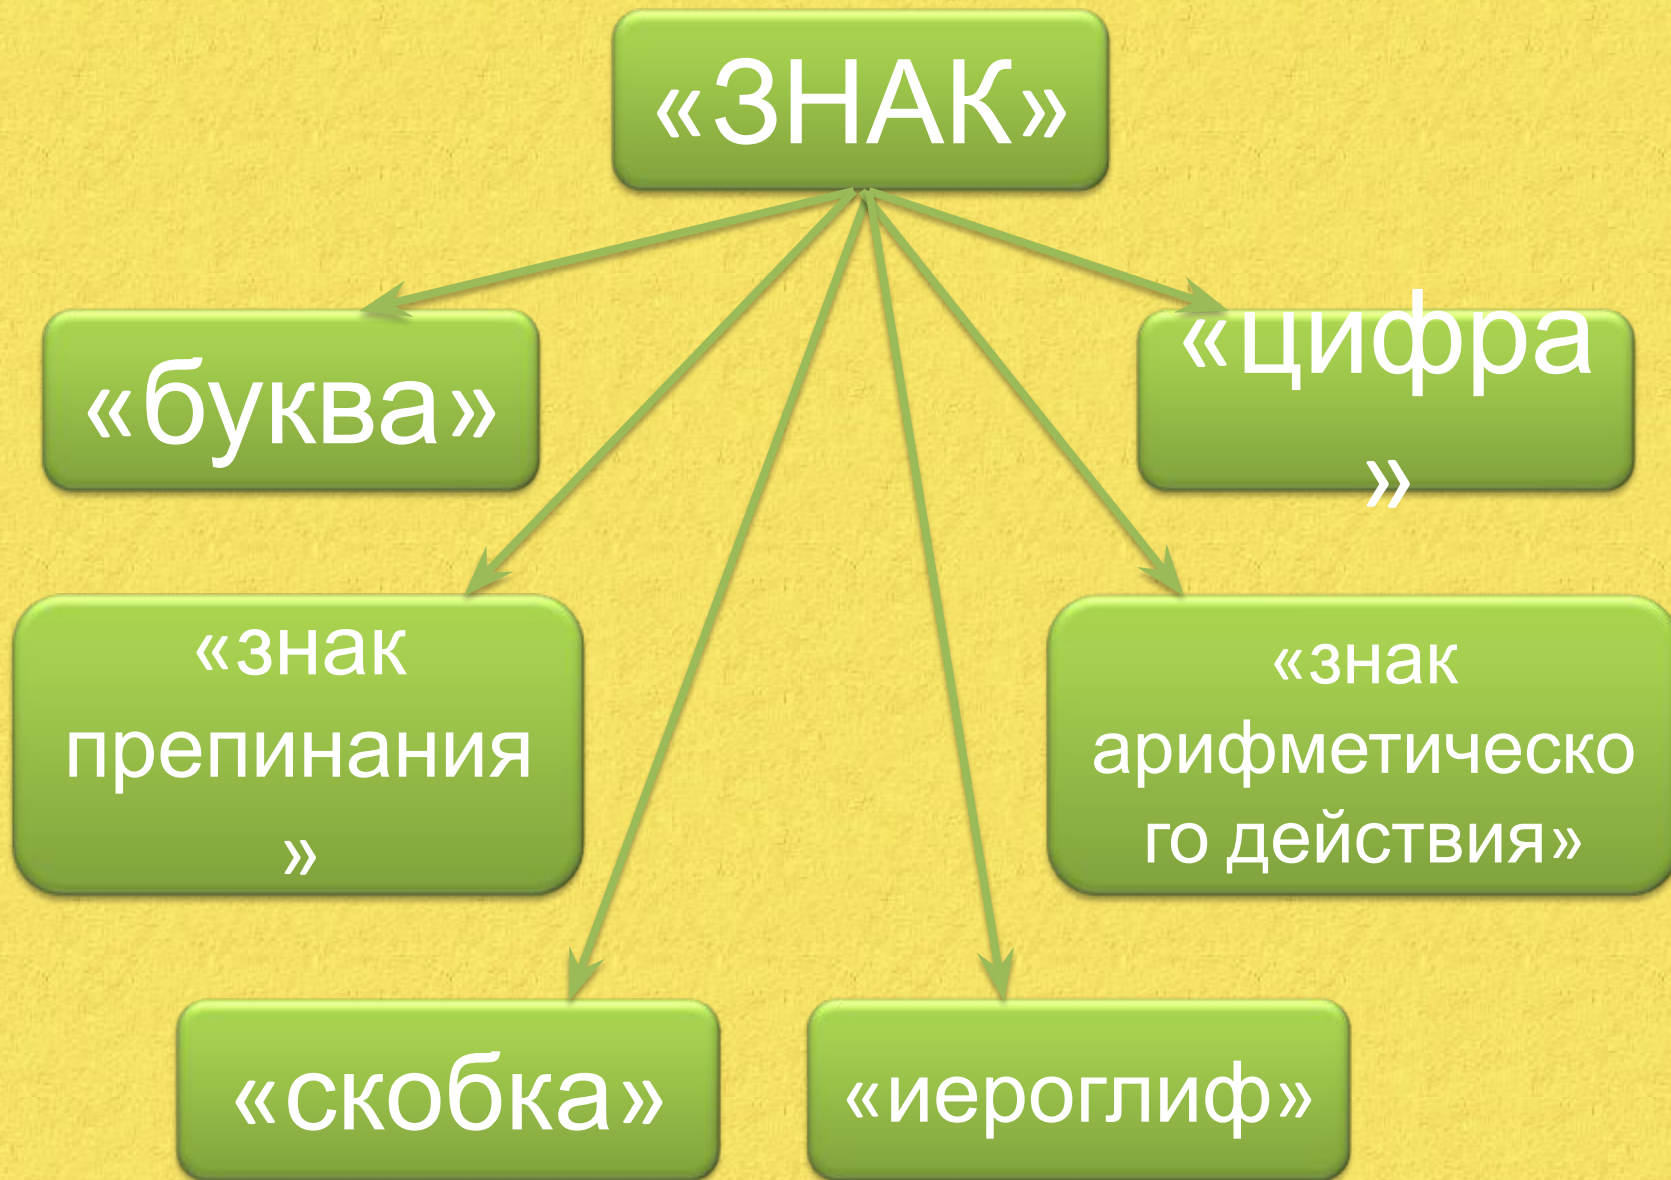 «ЗНАК»
«буква»
«цифра
»
«знак
препинания
»
«знак
арифметическо
го действия»
«скобка»
«иероглиф»